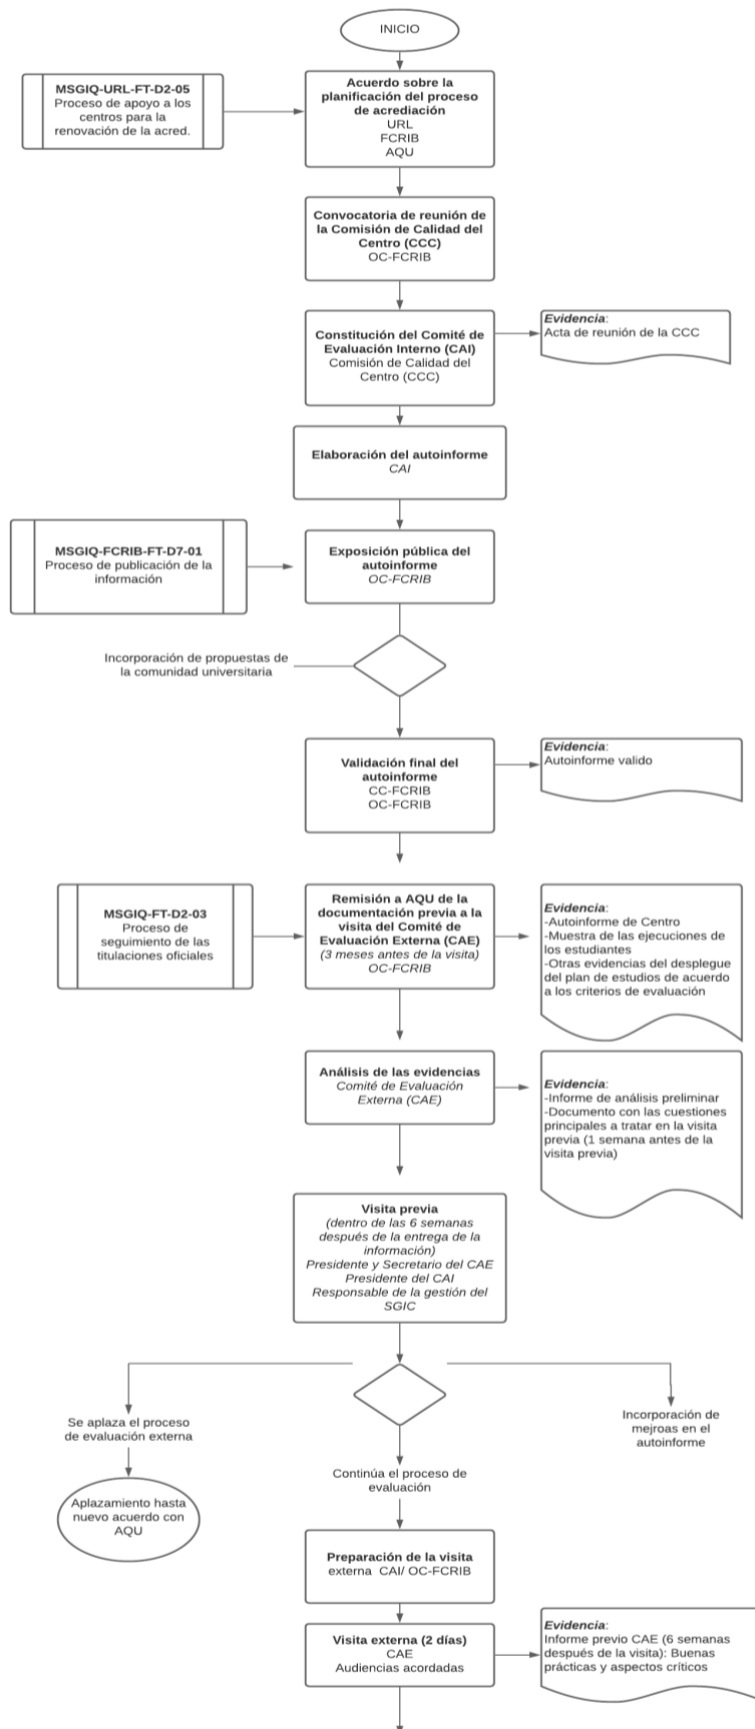 INICIO
MSGIQ-URL-FT-D2-05
Proceso de apoyo a los
centros para la
renovación de la acred.
Acuerdo sobre la
planificación del proceso
de acrediación
URL
FCRIB
AQU
Convocatoria de reunión de
la Comisión de Calidad del
Centro (CCC)
OC-FCRIB
Constitución del Comité de
Evaluación Interno (CAI)
Comisión de Calidad del
Centro (CCC)
Evidencia:
Acta de reunión de la CCC
Elaboración del autoinforme
CAI
MSGIQ-FCRIB-FT-D7-01
Proceso de publicación de la
información
Exposición pública del
autoinforme
OC-FCRIB
Incorporación de propuestas de
la comunidad universitaria
Validación final del
autoinforme
CC-FCRIB
OC-FCRIB
Evidencia:
Autoinforme valido
MSGIQ-FT-D2-03
Proceso de
seguimiento de las
titulaciones oficiales
Remisión a AQU de la
documentación previa a la
visita del Comité de
Evaluación Externa (CAE)
(3 meses antes de la visita)
OC-FCRIB
Evidencia:
-Autoinforme de Centro
-Muestra de las ejecuciones de
los estudiantes
-Otras evidencias del desplegue
del plan de estudios de acuerdo
a los criterios de evaluación
Análisis de las evidencias
Comité de Evaluación
Externa (CAE)
Evidencia:
-Informe de análisis preliminar
-Documento con las cuestiones
principales a tratar en la visita
previa (1 semana antes de la
visita previa)
Visita previa
(dentro de las 6 semanas
después de la entrega de la
información)
Presidente y Secretario del CAE
Presidente del CAI
Responsable de la gestión del
SGIC
Se aplaza el proceso
de evaluación externa
Aplazamiento hasta
nuevo acuerdo con
AQU
Continúa el proceso de
evaluación
Incorporación de
mejroas en el
autoinforme
Preparación de la visita
externa CAI/ OC-FCRIB
Visita externa (2 días)
CAE
Audiencias acordadas
Evidencia:
Informe previo CAE (6 semanas
después de la visita): Buenas
prácticas y aspectos críticos